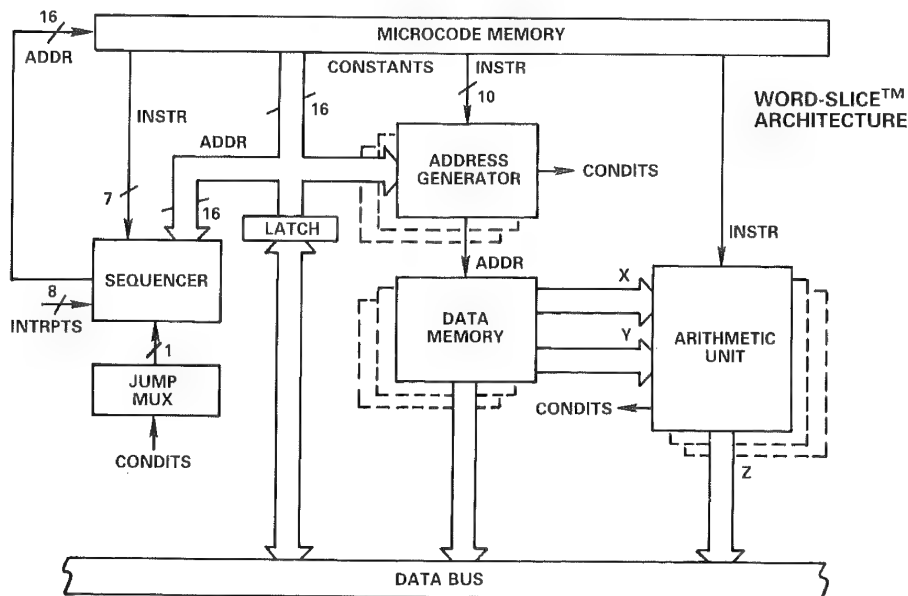 16
ADDR
MICROCODE MEMORY
CONSTANTS
INSTR
16
10
WORD-SLICE™
ARCHITECTURE
INSTR
ADDR
ADDRESS
GENERATOR
CONDITS
7
16
LATCH
INSTR
SEQUENCER
ADDR
8
INTRPTS
X
DATA
MEMORY
Y
ARITHMETIC
UNIT
1
JUMP
MUX
CONDITS
CONDITS
Z
DATA BUS